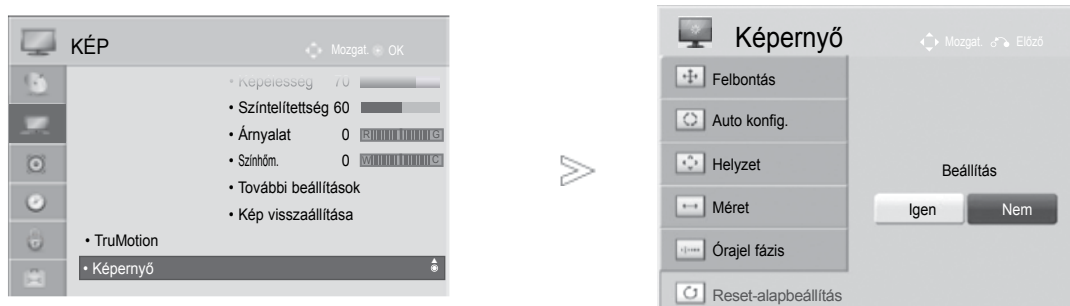 KÉP
Mozgat. OK
• Képélesség 70
• Színtelítettség 60
• Árnyalat 0 R G
• Színhőm. 0 W C
• További beállítások
• Kép visszaállítása
• TruMotion
• Képernyő
Képernyő
Mozgat. Előző
Felbontás
Auto konfig.
Helyzet
Méret
Órajel fázis
Reset-alapbeállítás
Beállítás
Igen Nem